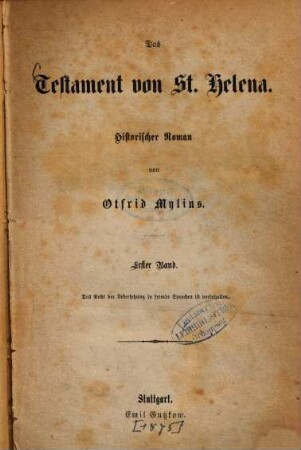 Das
Testament von St. Helena.
Historischer Roman
von
Otfrid Mylius.
Erster Band.
Das Recht der Uebersetzung in fremde Sprachen ist vorbehalten.
Stuttgart.
Emil Gutzkow.
[1875]